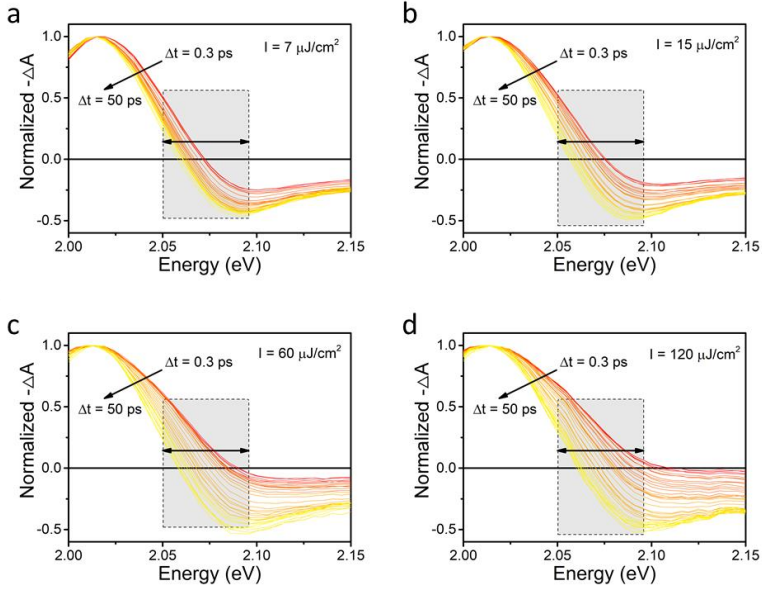 a
I = 7 μJ/cm²
Δt = 0.3 ps
Δt = 50 ps
Normalized -△A
1.0
0.5
0.0
-0.5
2.00 2.05 2.10 2.15
Energy (eV)
b
I = 15 μJ/cm²
Δt = 0.3 ps
Δt = 50 ps
Normalized -△A
1.0
0.5
0.0
-0.5
2.00 2.05 2.10 2.15
Energy (eV)
c
I = 60 μJ/cm²
Δt = 0.3 ps
Δt = 50 ps
Normalized -△A
1.0
0.5
0.0
-0.5
2.00 2.05 2.10 2.15
Energy (eV)
d
I = 120 μJ/cm²
Δt = 0.3 ps
Δt = 50 ps
Normalized -△A
1.0
0.5
0.0
-0.5
2.00 2.05 2.10 2.15
Energy (eV)